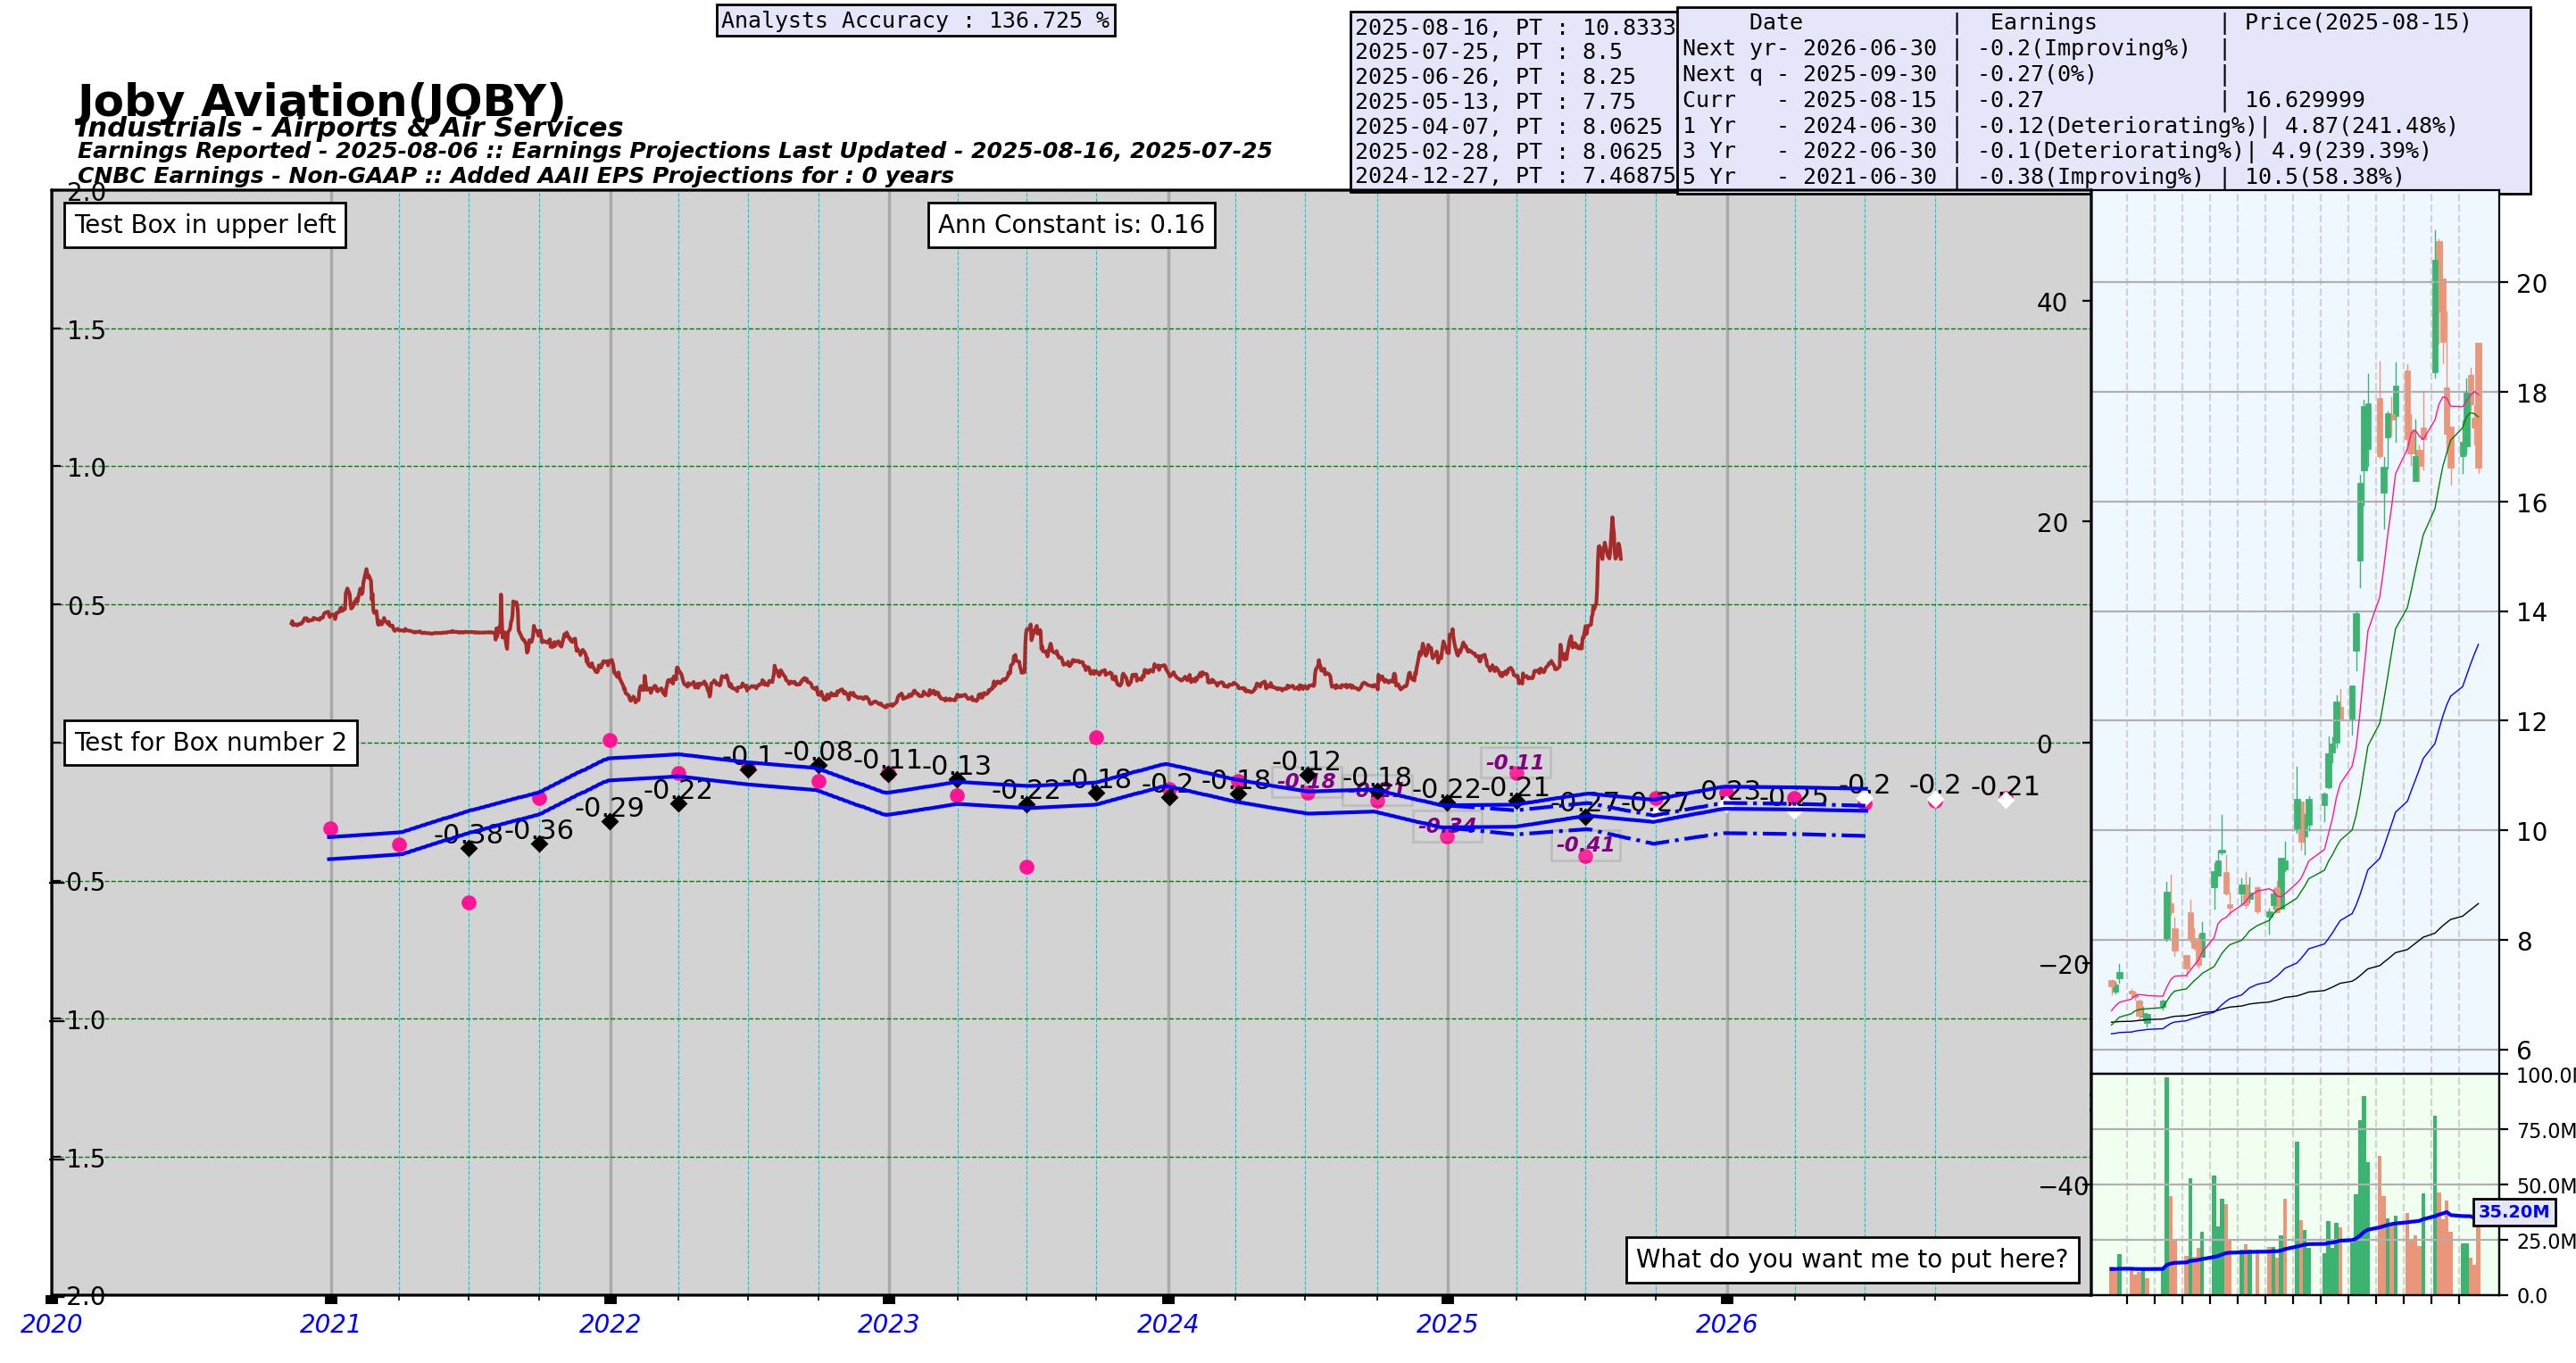 Analysts Accuracy : 136.725 %
2025-08-16, PT : 10.8333
2025-07-25, PT : 8.5
2025-06-26, PT : 8.25
2025-05-13, PT : 7.75
2025-04-07, PT : 8.0625
2025-02-28, PT : 8.0625
2024-12-27, PT : 7.46875
Date | Earnings | Price(2025-08-15)
Next yr- 2026-06-30 | -0.2(Improving%) |
Next q - 2025-09-30 | -0.27(0%) |
Curr - 2025-08-15 | -0.27 | 16.629999
1 Yr - 2024-06-30 | -0.12(Deteriorating%)| 4.87(241.48%)
3 Yr - 2022-06-30 | -0.1(Deteriorating%)| 4.9(239.39%)
5 Yr - 2021-06-30 | -0.38(Improving%) | 10.5(58.38%)
Joby Aviation(JOBY)
Industrials - Airports & Air Services
Earnings Reported - 2025-08-06 :: Earnings Projections Last Updated - 2025-08-16, 2025-07-25
CNBC Earnings - Non-GAAP :: Added AAII EPS Projections for : 0 years
2.0
1.5
1.0
0.5
−0.5
−1.0
−1.5
−2.0
Test Box in upper left
Ann Constant is: 0.16
Test for Box number 2
What do you want me to put here?
-0.38
-0.36
-0.29
-0.22
-0.1
-0.08
-0.11
-0.13
-0.22
-0.18
-0.2
-0.18
-0.12
-0.18
-0.18
-0.21
-0.22
-0.34
-0.21
-0.11
-0.27
-0.41
-0.27
-0.23
-0.25
-0.2
-0.2
-0.21
40
20
0
−20
−40
20
18
16
14
12
10
8
6
100.0M
75.0M
50.0M
35.20M
25.0M
0.0
2020
2021
2022
2023
2024
2025
2026